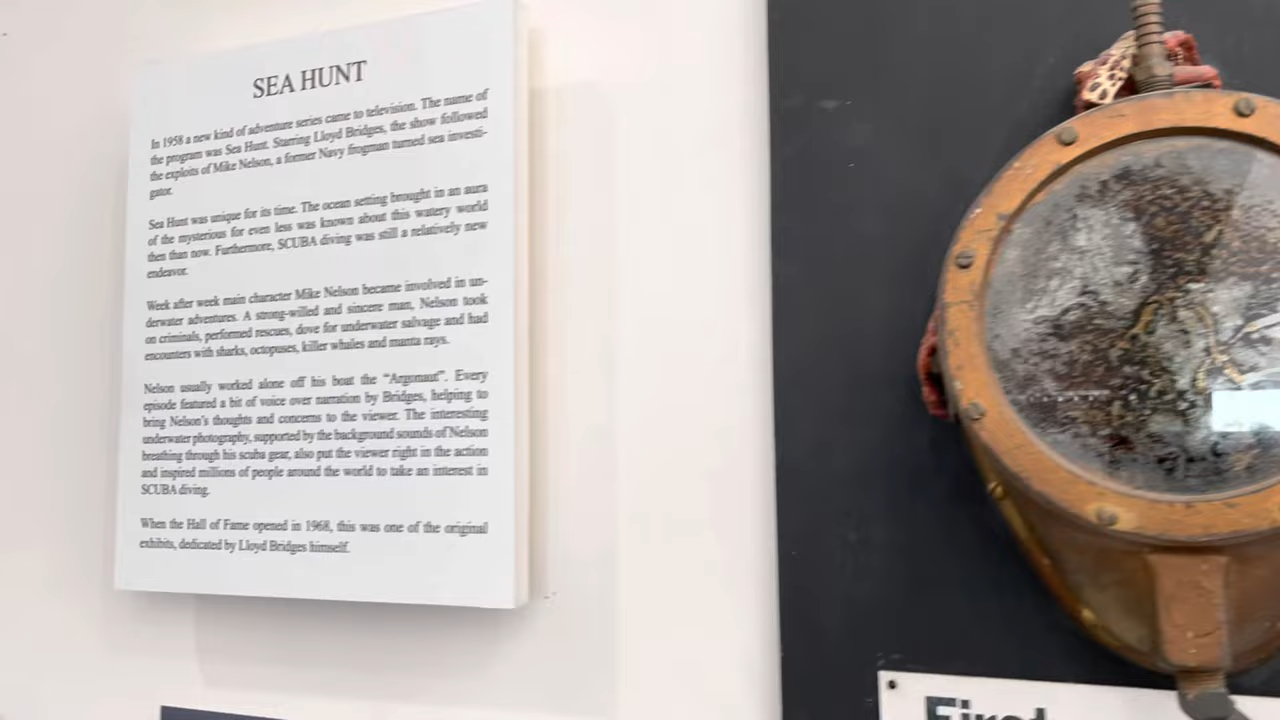 SEA HUNT
In 1958 a new kind of adventure series came to television. The name of
the program was Sea Hunt. Starring Lloyd Bridges, the show followed
the exploits of Mike Nelson, a former Navy frogman turned sea investi-
gator.
Sea Hunt was unique for its time. The ocean setting brought in an aura
of the mysterious for even less was known about this watery world
then than now. Furthermore, SCUBA diving was still a relatively new
endeavor.
Week after week main character Mike Nelson became involved in un-
derwater adventures. A strong-willed and sincere man, Nelson took
on criminals, performed rescues, dove for underwater salvage and had
encounters with sharks, octopuses, killer whales and manta rays.
Nelson usually worked alone off his boat the “Argonaut”. Every
episode featured a bit of voice over narration by Bridges, helping to
bring Nelson’s thoughts and concerns to the viewer. The interesting
underwater photography, supported by the background sounds of Nelson
breathing through his scuba gear, also put the viewer right in the action
and inspired millions of people around the world to take an interest in
SCUBA diving.
When the Hall of Fame opened in 1968, this was one of the original
exhibits, dedicated by Lloyd Bridges himself.
First